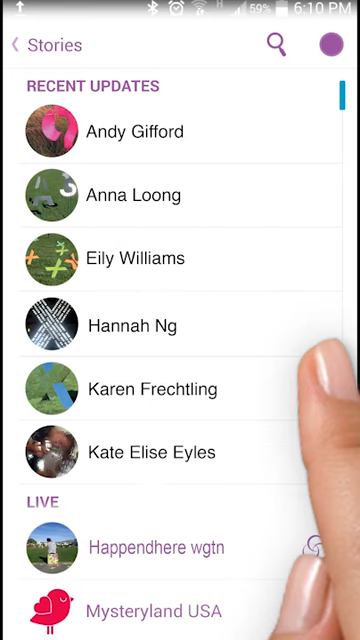 H
59% 6:10 PM
Stories
RECENT UPDATES
Andy Gifford
Anna Loong
Eily Williams
Hannah Ng
Karen Frechtling
Kate Elise Eyles
LIVE
Happendhere wgtn
Mysteryland USA